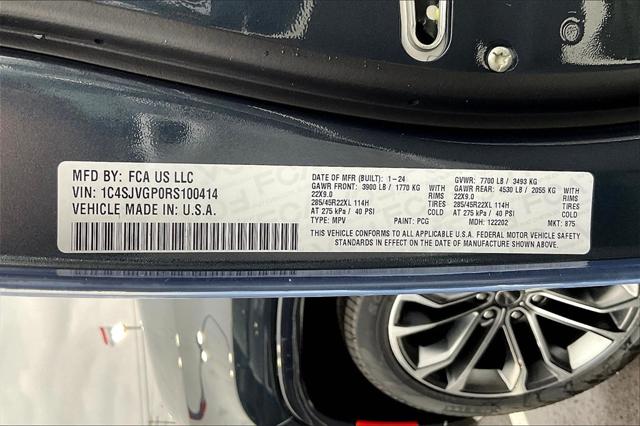 MFD BY: FCA US LLC
VIN: 1C4SJVGP0RS100414
VEHICLE MADE IN: U.S.A.
DATE OF MFR (BUILT): 1-24 GVWR: 7700 LB / 3493 KG
GAWR FRONT: 3900 LB / 1770 KG WITH GAWR REAR: 4530 LB / 2055 KG WITH
22X9.0 RIMS 22X9.0 RIMS
285/45R22XL 114H TIRES 285/45R22XL 114H TIRES
AT 275 kPa / 40 PSI COLD AT 275 kPa / 40 PSI COLD
TYPE: MPV PAINT: PCG MDH: 122202 MKT: 875
THIS VEHICLE CONFORMS TO ALL APPLICABLE U.S.A. FEDERAL MOTOR VEHICLE SAFETY
STANDARDS IN EFFECT ON THE DATE OF MANUFACTURE SHOWN ABOVE.